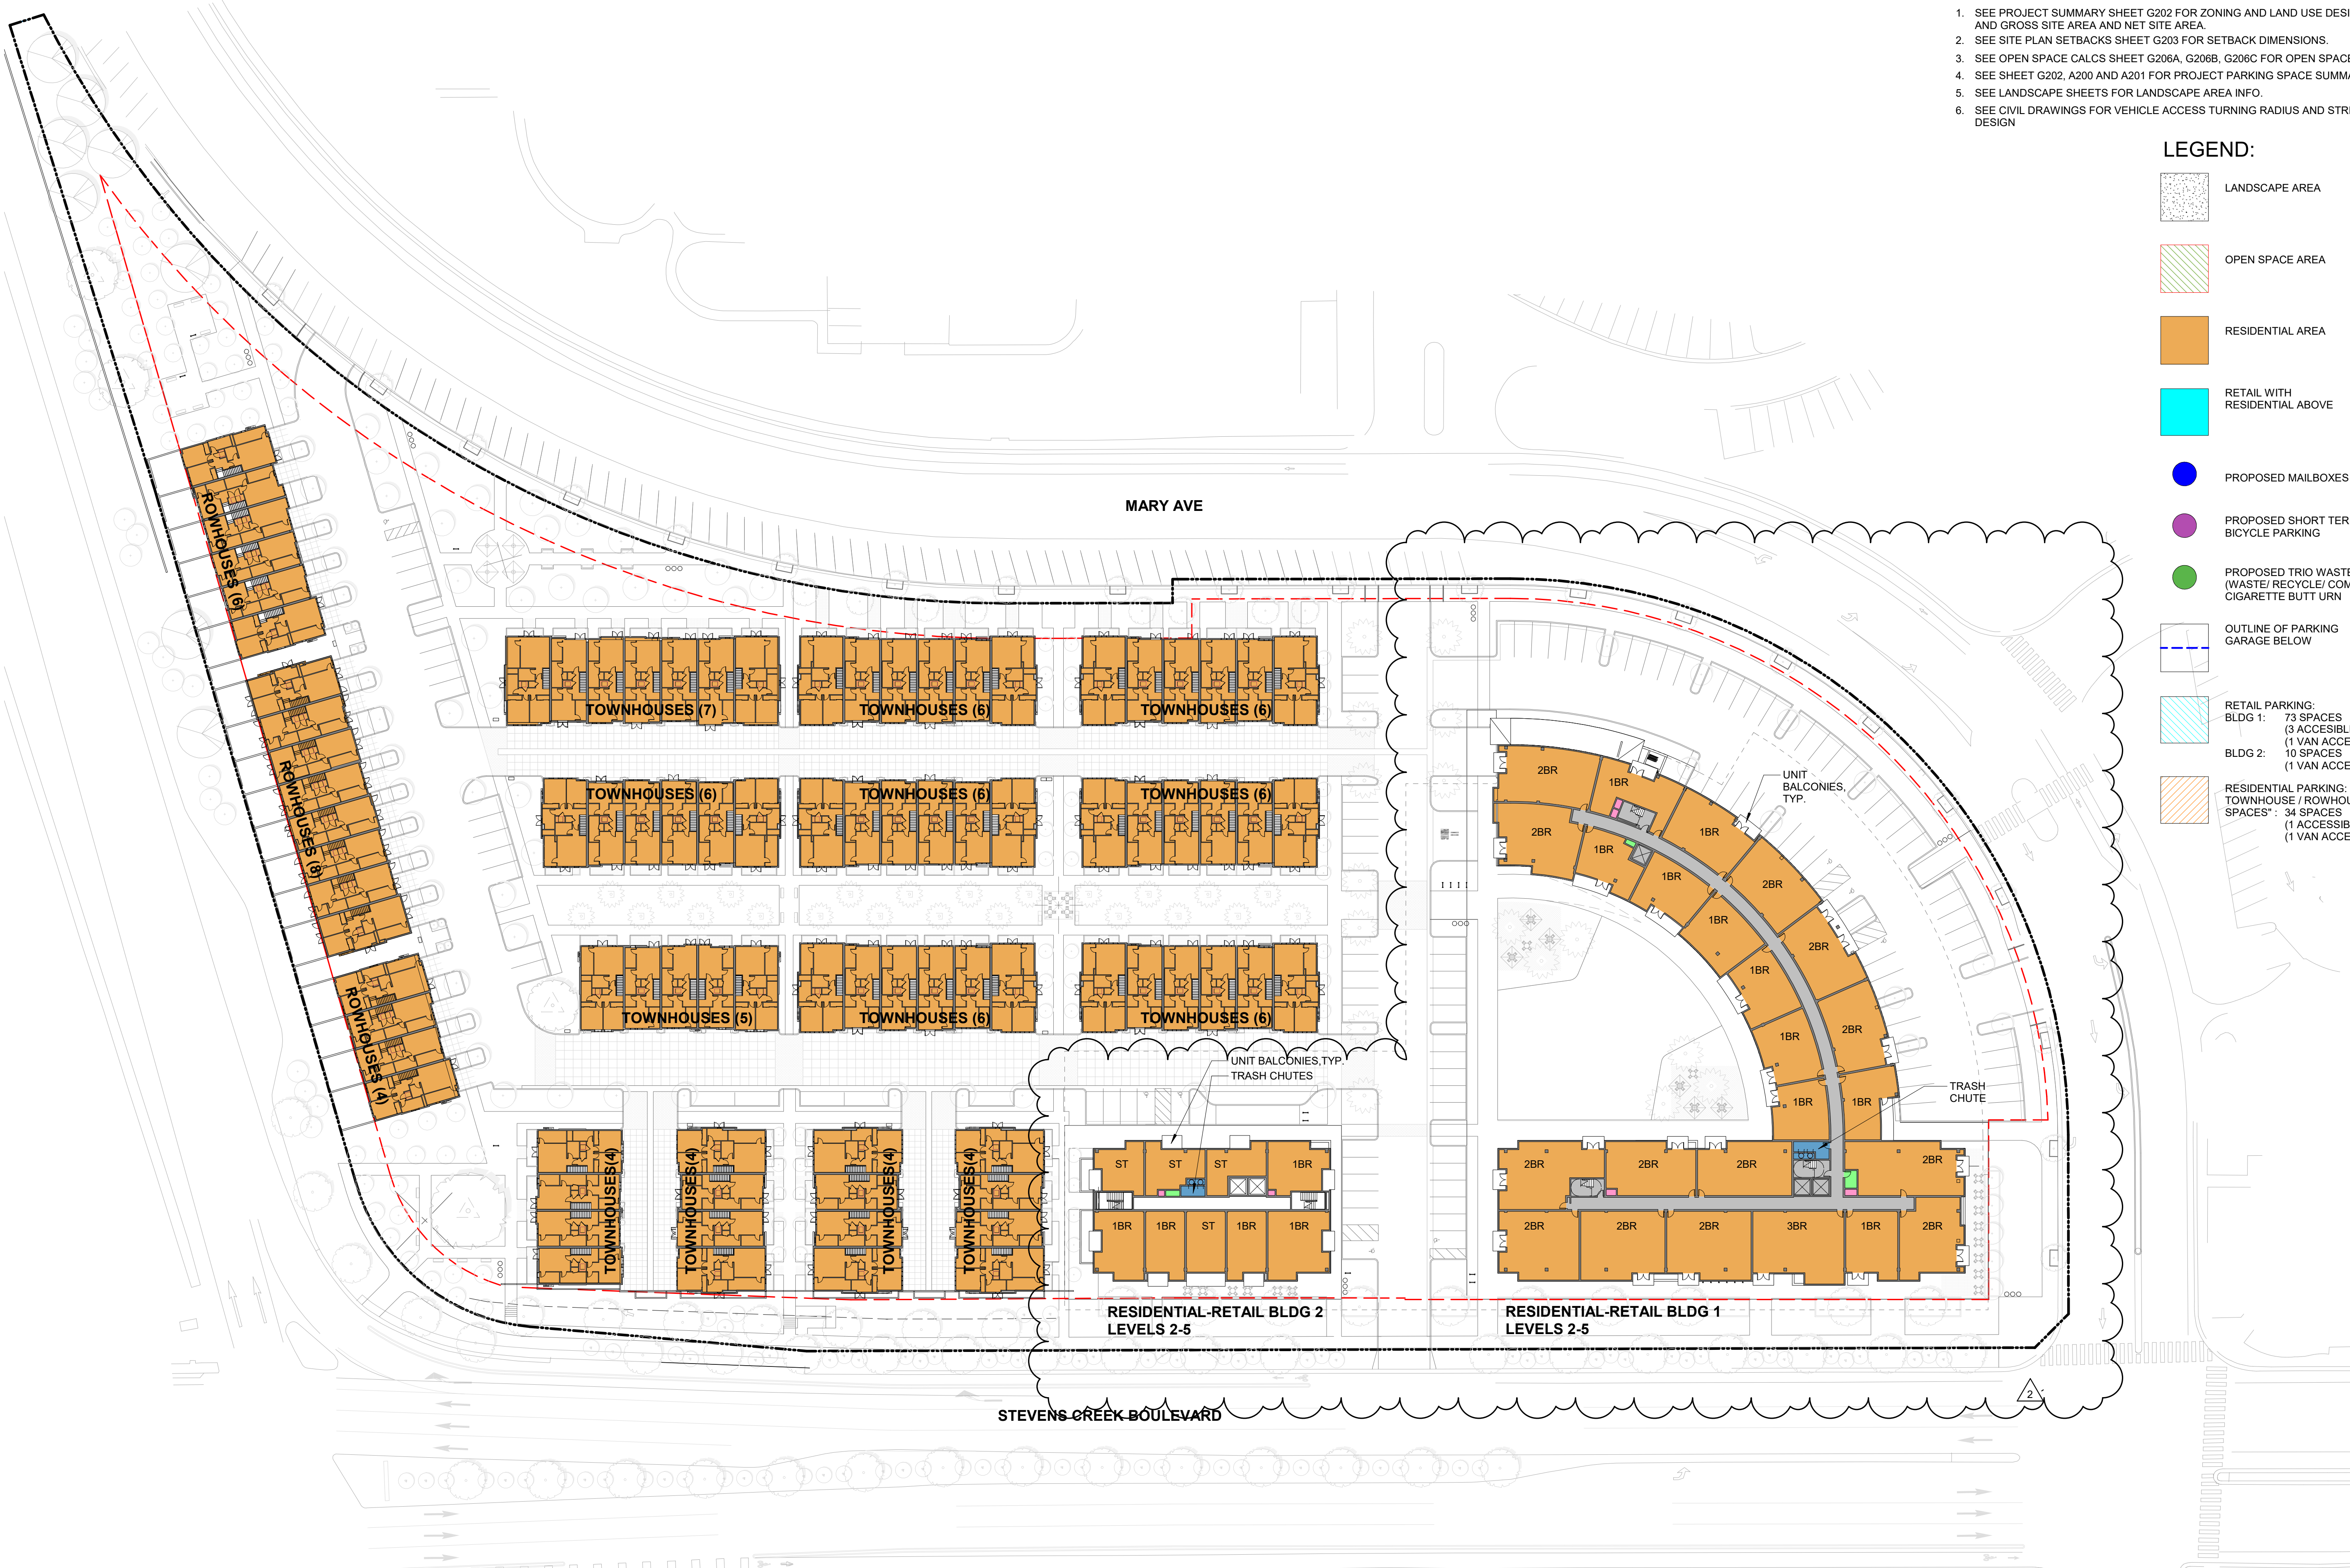 1. SEE PROJECT SUMMARY SHEET G202 FOR ZONING AND LAND USE DESI
AND GROSS SITE AREA AND NET SITE AREA.
2. SEE SITE PLAN SETBACKS SHEET G203 FOR SETBACK DIMENSIONS.
3. SEE OPEN SPACE CALCS SHEET G206A, G206B, G206C FOR OPEN SPACE
4. SEE SHEET G202, A200 AND A201 FOR PROJECT PARKING SPACE SUMMA
5. SEE LANDSCAPE SHEETS FOR LANDSCAPE AREA INFO.
6. SEE CIVIL DRAWINGS FOR VEHICLE ACCESS TURNING RADIUS AND STR
DESIGN
LEGEND:
LANDSCAPE AREA
OPEN SPACE AREA
RESIDENTIAL AREA
RETAIL WITH
RESIDENTIAL ABOVE
PROPOSED MAILBOXES
PROPOSED SHORT TER
BICYCLE PARKING
PROPOSED TRIO WASTE
(WASTE/ RECYCLE/ COM
CIGARETTE BUTT URN
OUTLINE OF PARKING
GARAGE BELOW
RETAIL PARKING:
BLDG 1: 73 SPACES
(3 ACCESIBL
(1 VAN ACCE
BLDG 2: 10 SPACES
(1 VAN ACCE
RESIDENTIAL PARKING:
TOWNHOUSE / ROWHOU
SPACES" : 34 SPACES
(1 ACCESSIB
(1 VAN ACCE
MARY AVE
ROWHOUSES (6)
ROWHOUSES (8)
ROWHOUSES (4)
TOWNHOUSES (7)
TOWNHOUSES (6)
TOWNHOUSES (6)
TOWNHOUSES (6)
TOWNHOUSES (6)
TOWNHOUSES (6)
TOWNHOUSES (5)
TOWNHOUSES (6)
TOWNHOUSES (6)
TOWNHOUSES(4)
TOWNHOUSES(4)
TOWNHOUSES(4)
TOWNHOUSES(4)
UNIT BALCONIES,TYP.
TRASH CHUTES
ST
ST
ST
1BR
1BR
1BR
ST
1BR
1BR
RESIDENTIAL-RETAIL BLDG 2
LEVELS 2-5
UNIT
BALCONIES,
TYP.
2BR
1BR
2BR
1BR
1BR
1BR
2BR
1BR
2BR
1BR
2BR
1BR
1BR
1BR
TRASH
CHUTE
2BR
2BR
2BR
2BR
2BR
2BR
2BR
3BR
1BR
2BR
RESIDENTIAL-RETAIL BLDG 1
LEVELS 2-5
2
STEVENS CREEK BOULEVARD